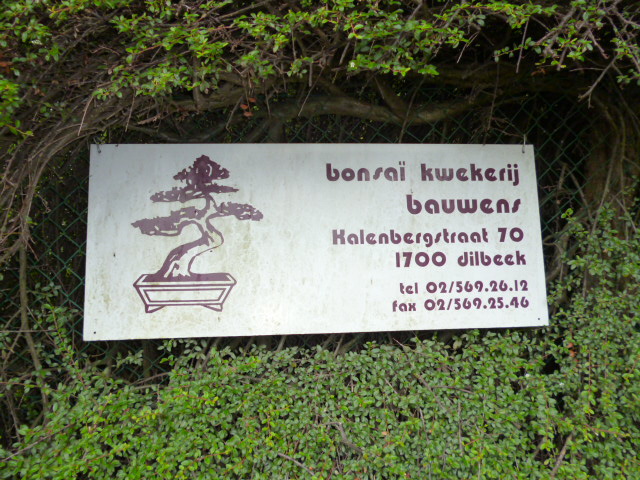 bonsaï kwekerij
bauwens
Kalenbergstraat 70
1700 dilbeek
tel 02/569.26.12
fax 02/569.25.46